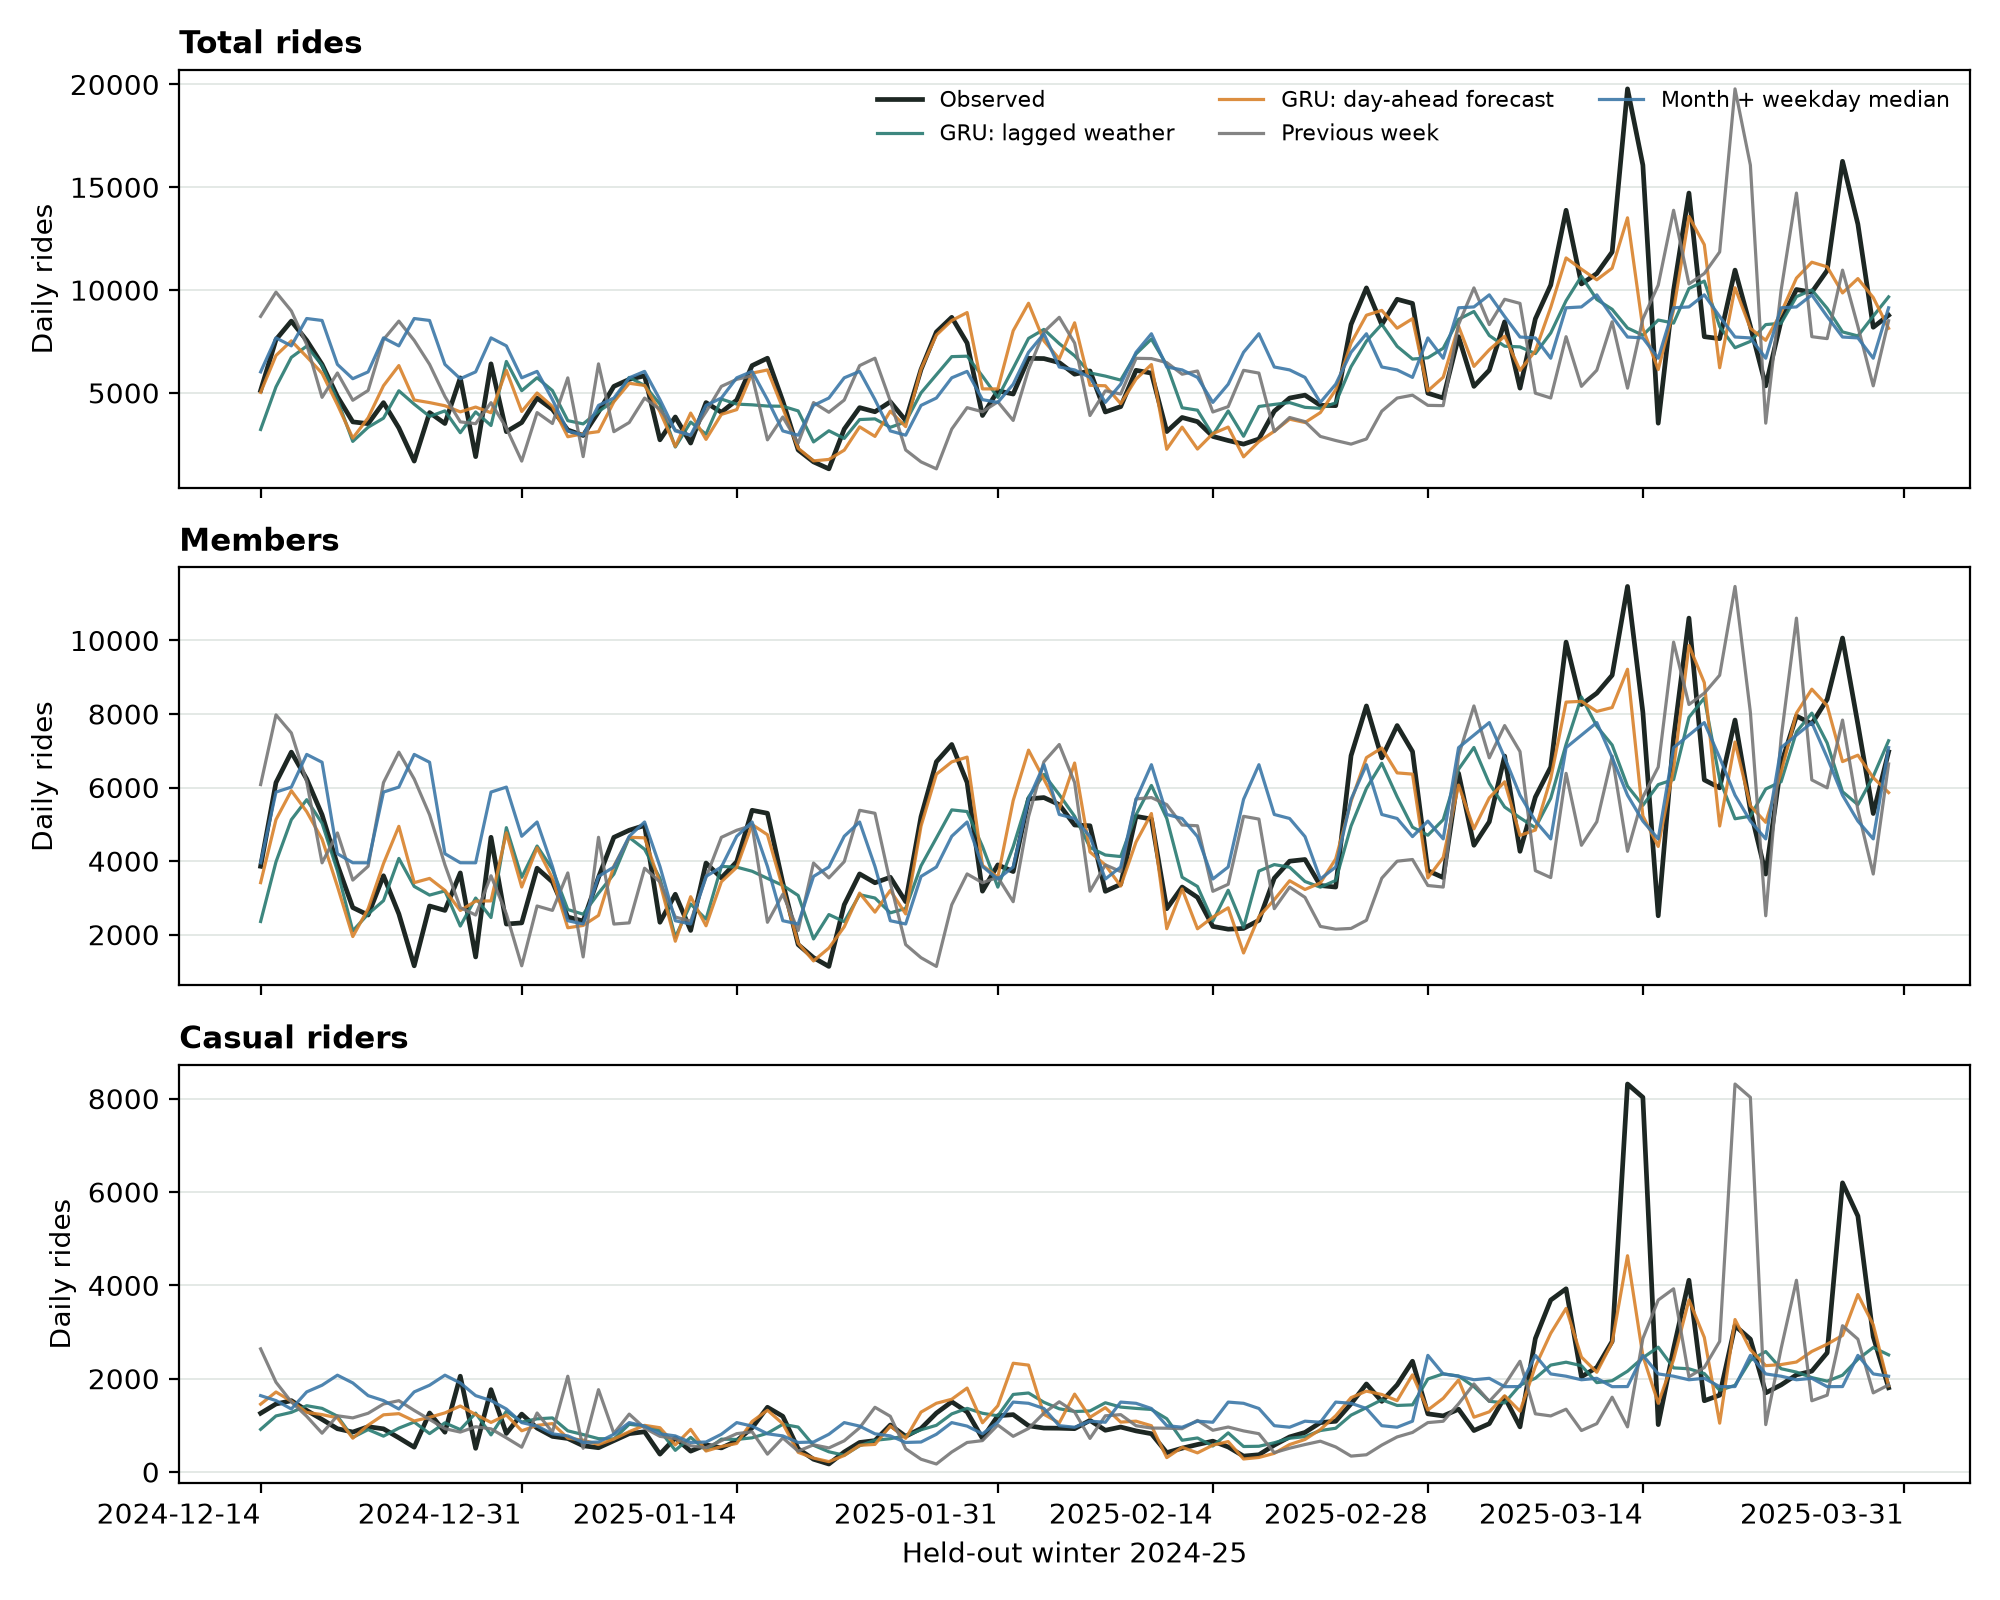 Total rides
20000
15000
10000
5000
Daily rides
Observed
GRU: lagged weather
GRU: day-ahead forecast
Previous week
Month + weekday median
Members
10000
8000
6000
4000
2000
Daily rides
Casual riders
8000
6000
4000
2000
0
Daily rides
2024-12-14 2024-12-31 2025-01-14 2025-01-31 2025-02-14 2025-02-28 2025-03-14 2025-03-31
Held-out winter 2024-25